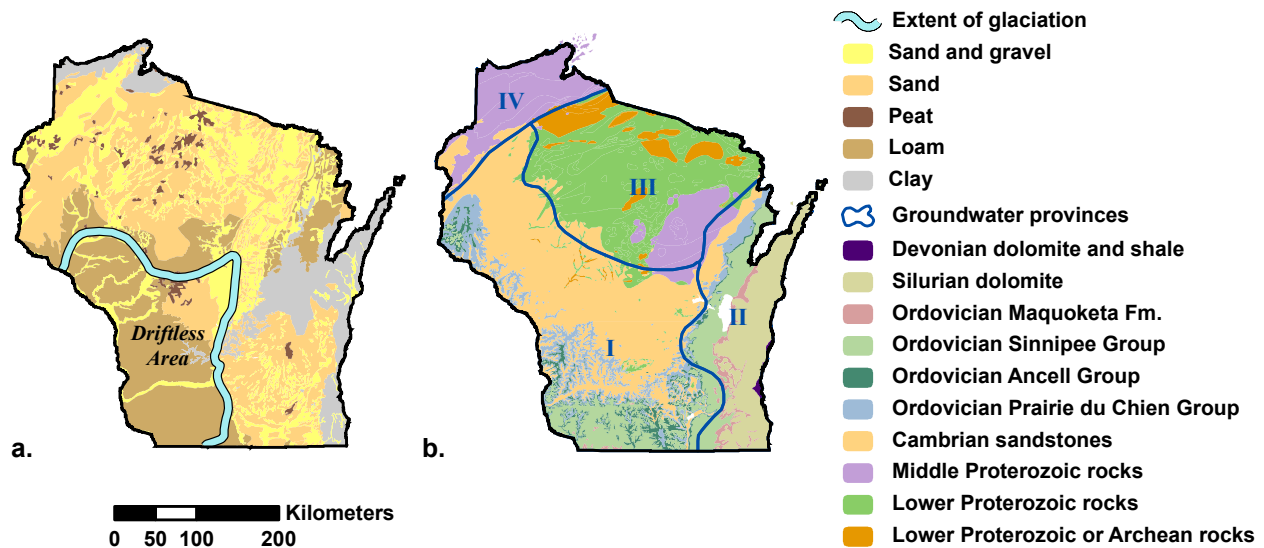 Driftless
Area
a.
Kilometers
0 50 100 200
IV
III
II
I
b.
Extent of glaciation
Sand and gravel
Sand
Peat
Loam
Clay
Groundwater provinces
Devonian dolomite and shale
Silurian dolomite
Ordovician Maquoketa Fm.
Ordovician Sinnipee Group
Ordovician Ancell Group
Ordovician Prairie du Chien Group
Cambrian sandstones
Middle Proterozoic rocks
Lower Proterozoic rocks
Lower Proterozoic or Archean rocks